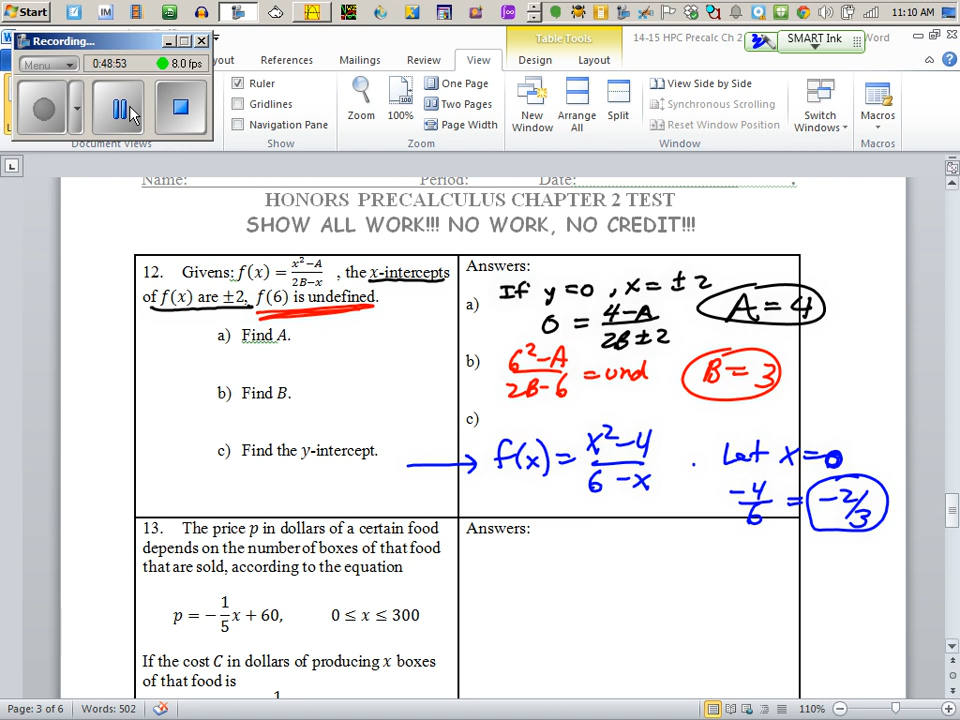 Start
11:10 AM
Recording...
Menu
0:48:53
8.0 fps
14-15 HPC Precalc Ch 2
Word
SMART Ink
Table Tools
Mailings
Review
View
Design
Layout
Ruler
Gridlines
Navigation Pane
Zoom
100%
One Page
Two Pages
Page Width
New Window
Arrange All
Split
View Side by Side
Synchronous Scrolling
Reset Window Position
Switch Windows
Macros
Document Views
Show
Zoom
Window
Macros
Name:
Period:
Date:
HONORS PRECALCULUS CHAPTER 2 TEST
SHOW ALL WORK!!! NO WORK, NO CREDIT!!!
12. Givens: f(x) = (x² −A)/(2B−x) , the x-intercepts
of f(x) are ±2, f(6) is undefined.
a) Find A.
b) Find B.
c) Find the y-intercept.
Answers:
If y=0 , x= ±2
a)
0 = (4-A)/(2B±2)
A=4
b)
(6²-A)/(2B-6) = und
B=3
c)
f(x) = (x²-4)/(6-x) . Let x=0
-4/6 = -2/3
13. The price p in dollars of a certain food
depends on the number of boxes of that food
that are sold, according to the equation
p = −1/5 x + 60, 0 ≤ x ≤ 300
If the cost C in dollars of producing x boxes
of that food is
1
Answers:
Page: 3 of 6
Words: 502
110%